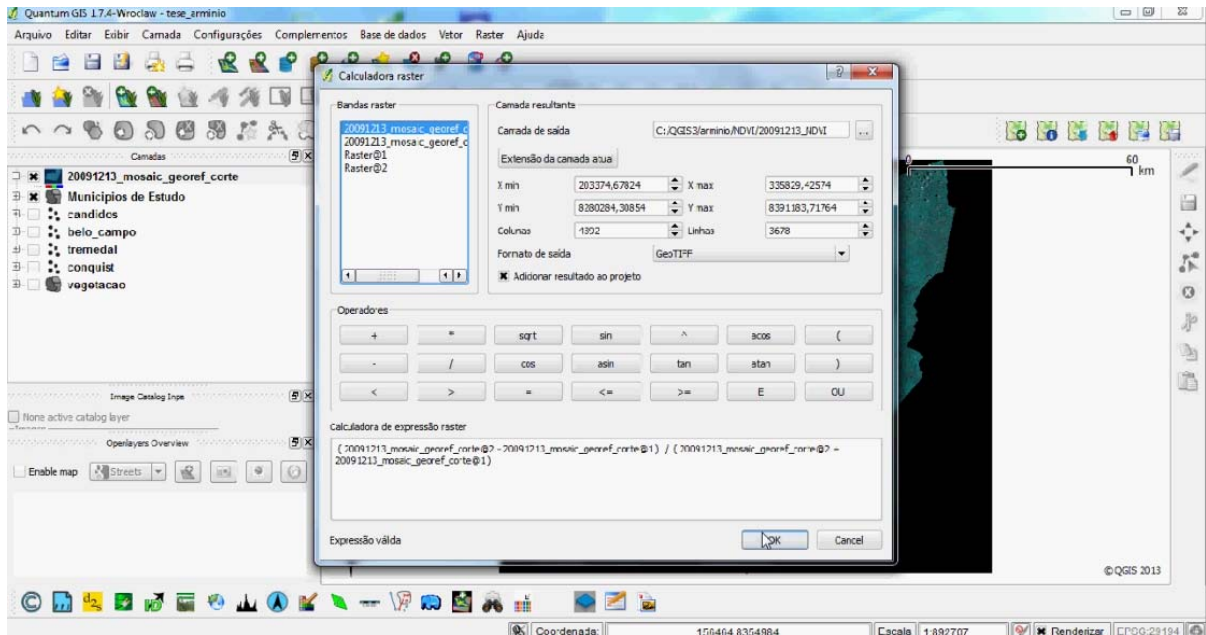 Quantum GIS 1.7.4-Wroclaw - tese_arminio
Arquivo Editar Exibir Camada Configurações Complementos Base de dados Vetor Raster Ajuda
Calculadora raster
Bandas raster
20091213_mosaic_georef_c
20091213_mosaic_georef_c
Raster@1
Raster@2
Camada resultante
Camada de saída C:/QGIS3/arminio/NDVI/20091213_NDVI ...
Extensão da camada atual
X min 203374,67824 X max 335829,42574
Y min 8280284,30854 Y max 8391183,71764
Colunas Linhas 3678
Formato de saída GeoTIFF
Adicionar resultado ao projeto
Operadores
+ * sqrt sin ^ acos (
- / cos asin tan atan )
< > = <= >= E OU
Calculadora de expressão raster
( 20091213_mosaic_georef_corte@2 - 20091213_mosaic_georef_corte@1) / ( 20091213_mosaic_georef_corte@2 +
20091213_mosaic_georef_corte@1)
Expressão válida
OK Cancel
Camadas
20091213_mosaic_georef_corte
Municipios de Estudo
candidos
belo_campo
tremedal
conquist
vegetacao
Image Catalog Inpe
None active catalog layer
Openlayers Overview
Enable map Streets
0 60
km
© QGIS 2013
Coordenada: 156464,8354984 Escala 1:892707 Renderizar EPSG:29194